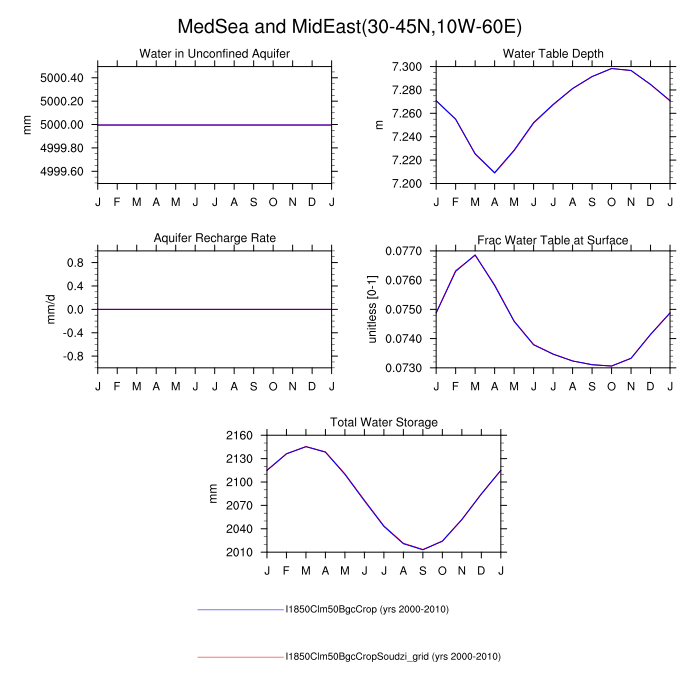 MedSea and MidEast(30-45N,10W-60E)
Water in Unconfined Aquifer
mm
5000.40
5000.20
5000.00
4999.80
4999.60
J F M A M J J A S O N D J
Water Table Depth
m
7.300
7.280
7.260
7.240
7.220
7.200
J F M A M J J A S O N D J
Aquifer Recharge Rate
mm/d
0.8
0.4
0.0
-0.4
-0.8
J F M A M J J A S O N D J
Frac Water Table at Surface
unitless [0-1]
0.0770
0.0760
0.0750
0.0740
0.0730
J F M A M J J A S O N D J
Total Water Storage
mm
2160
2130
2100
2070
2040
2010
J F M A M J J A S O N D J
I1850Clm50BgcCrop (yrs 2000-2010)
I1850Clm50BgcCropSoudzi_grid (yrs 2000-2010)